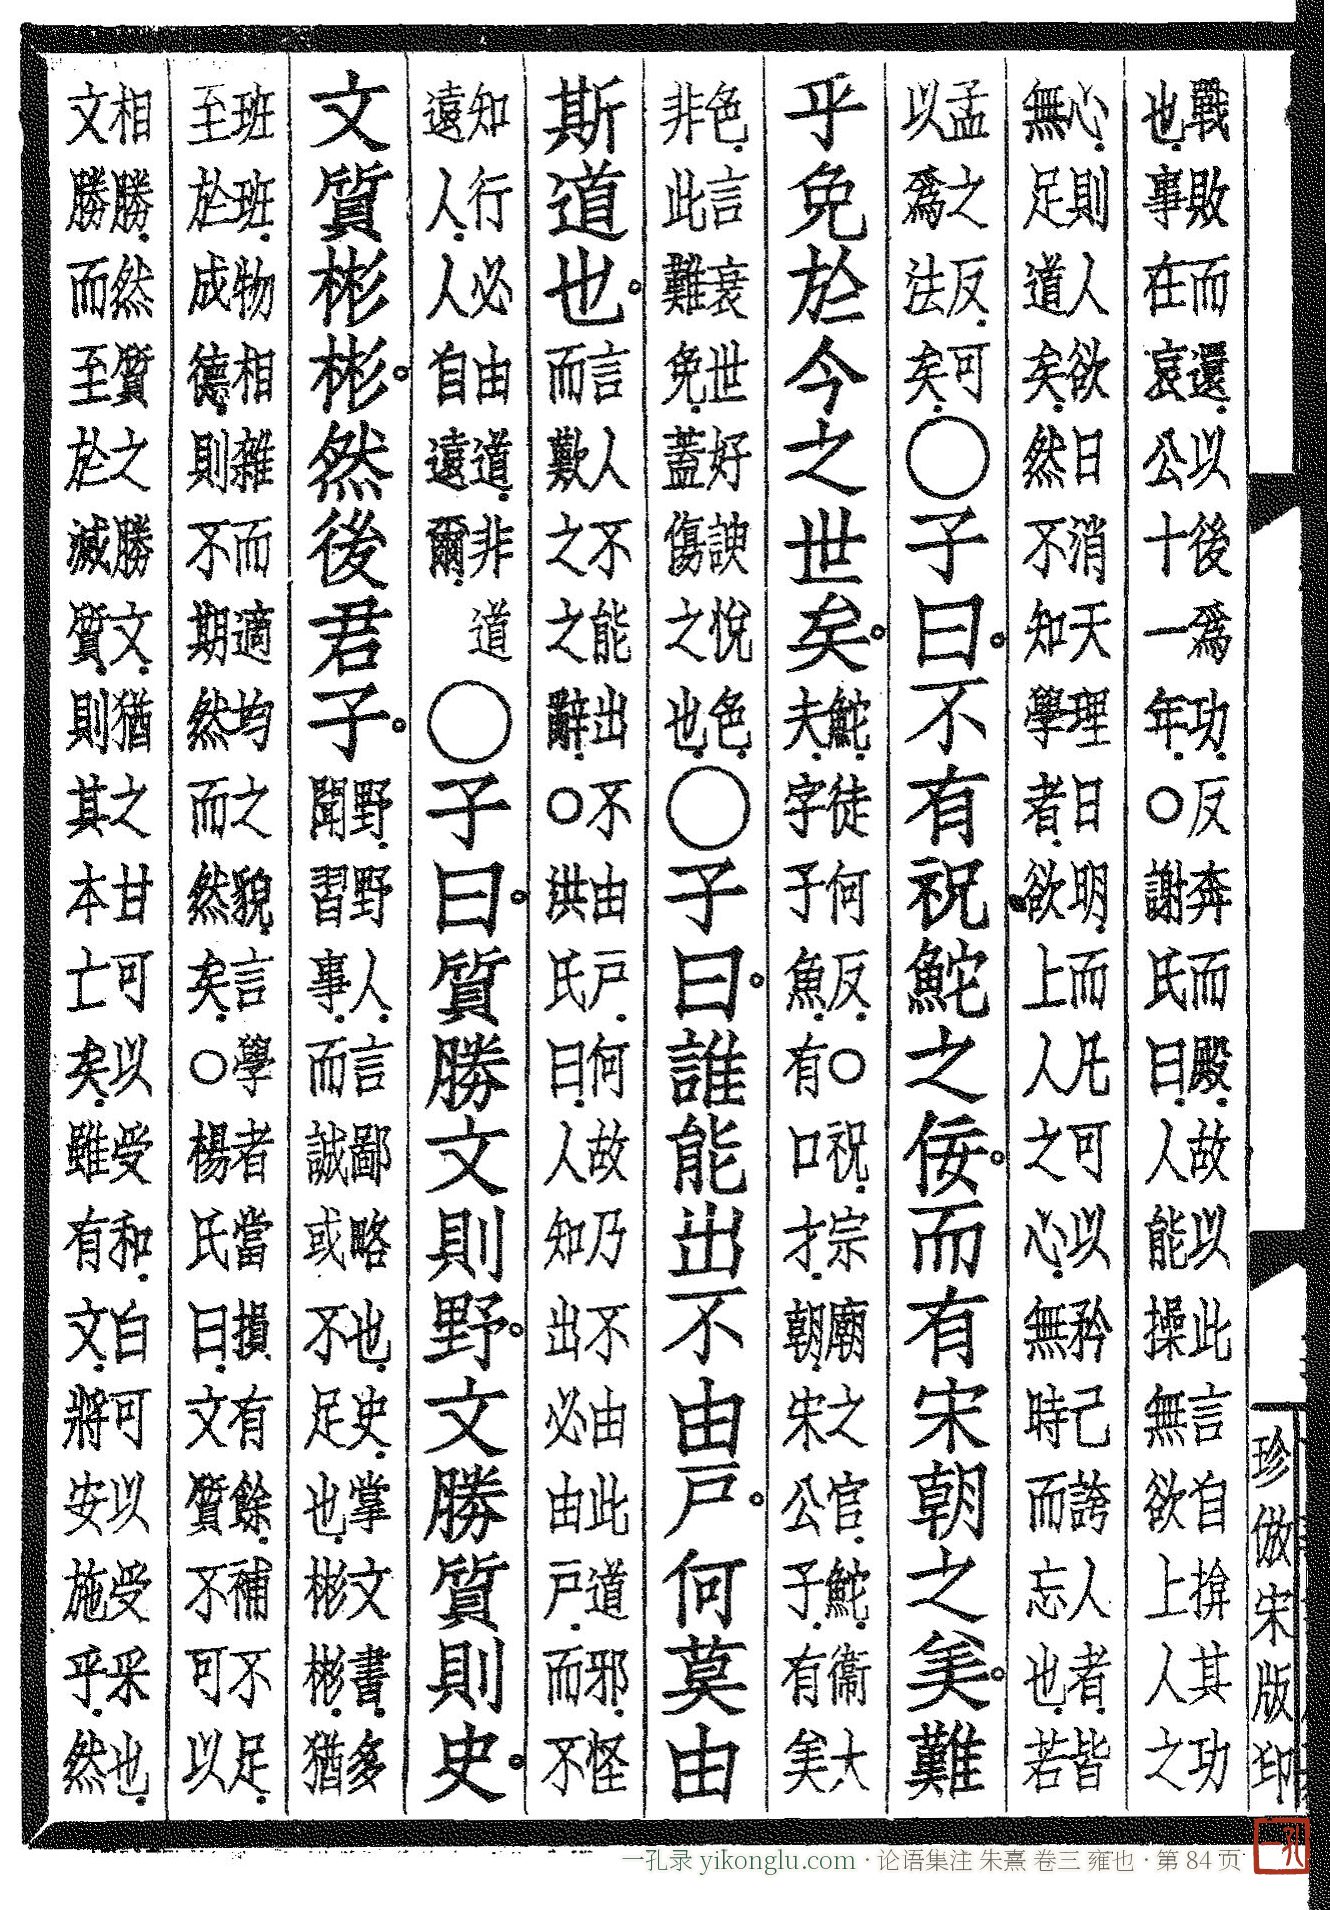 戰敗而還。以後爲功。反奔而殿。故以此言自揜其功
也。事在哀公十一年。○謝氏曰。人能操無欲上人之
心。則人欲日消天理日明。而凡可以矜己誇人者。皆
無足道矣。然不知學者。欲上人之心。無時而忘也。若
孟之反。可
以爲法矣。
○子曰。不有祝鮀之佞。而有宋朝之美。難
乎免於今之世矣。
鮀。徒何反。○祝。宗廟之官。鮀。衞大
夫。字子魚。有口才。朝。宋公子。有美
色。言衰世好諛悅色。
非此難免。蓋傷之也。
○子曰。誰能出不由戶。何莫由
斯道也。
言人不能出不由戶。何故乃不由此道邪。怪
而歎之之辭。○洪氏曰。人知出必由戶。而不
知行必由道。非道
遠人。人自遠爾。
○子曰。質勝文則野。文勝質則史。
文質彬彬。然後君子。
野。野人。言鄙略也。史。掌文書。多
聞習事。而誠或不足也。彬彬。猶
班班。物相雜而適均之貌。言學者當損有餘。補不足。
至於成德。則不期然而然矣。○楊氏曰。文質不可以
相勝。然質之勝文。猶之甘可以受和。白可以受采也。
文勝而至於滅質。則其本亡矣。雖有文。將安施乎。然
珍倣宋版印
一孔录 yikonglu.com · 论语集注 朱熹 卷三 雍也 · 第 84 页
一孔